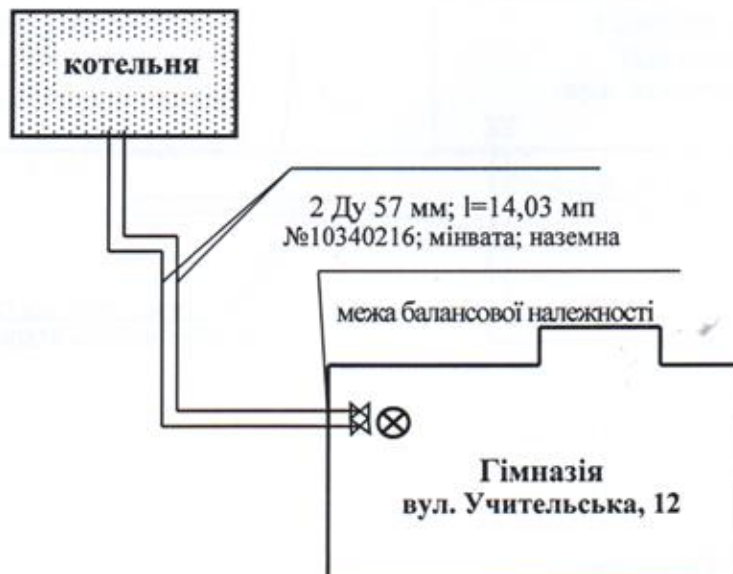 котельня
2 Ду 57 мм; l=14,03 мп
№10340216; мінвата; наземна
межа балансової належності
Гімназія
вул. Учительська, 12